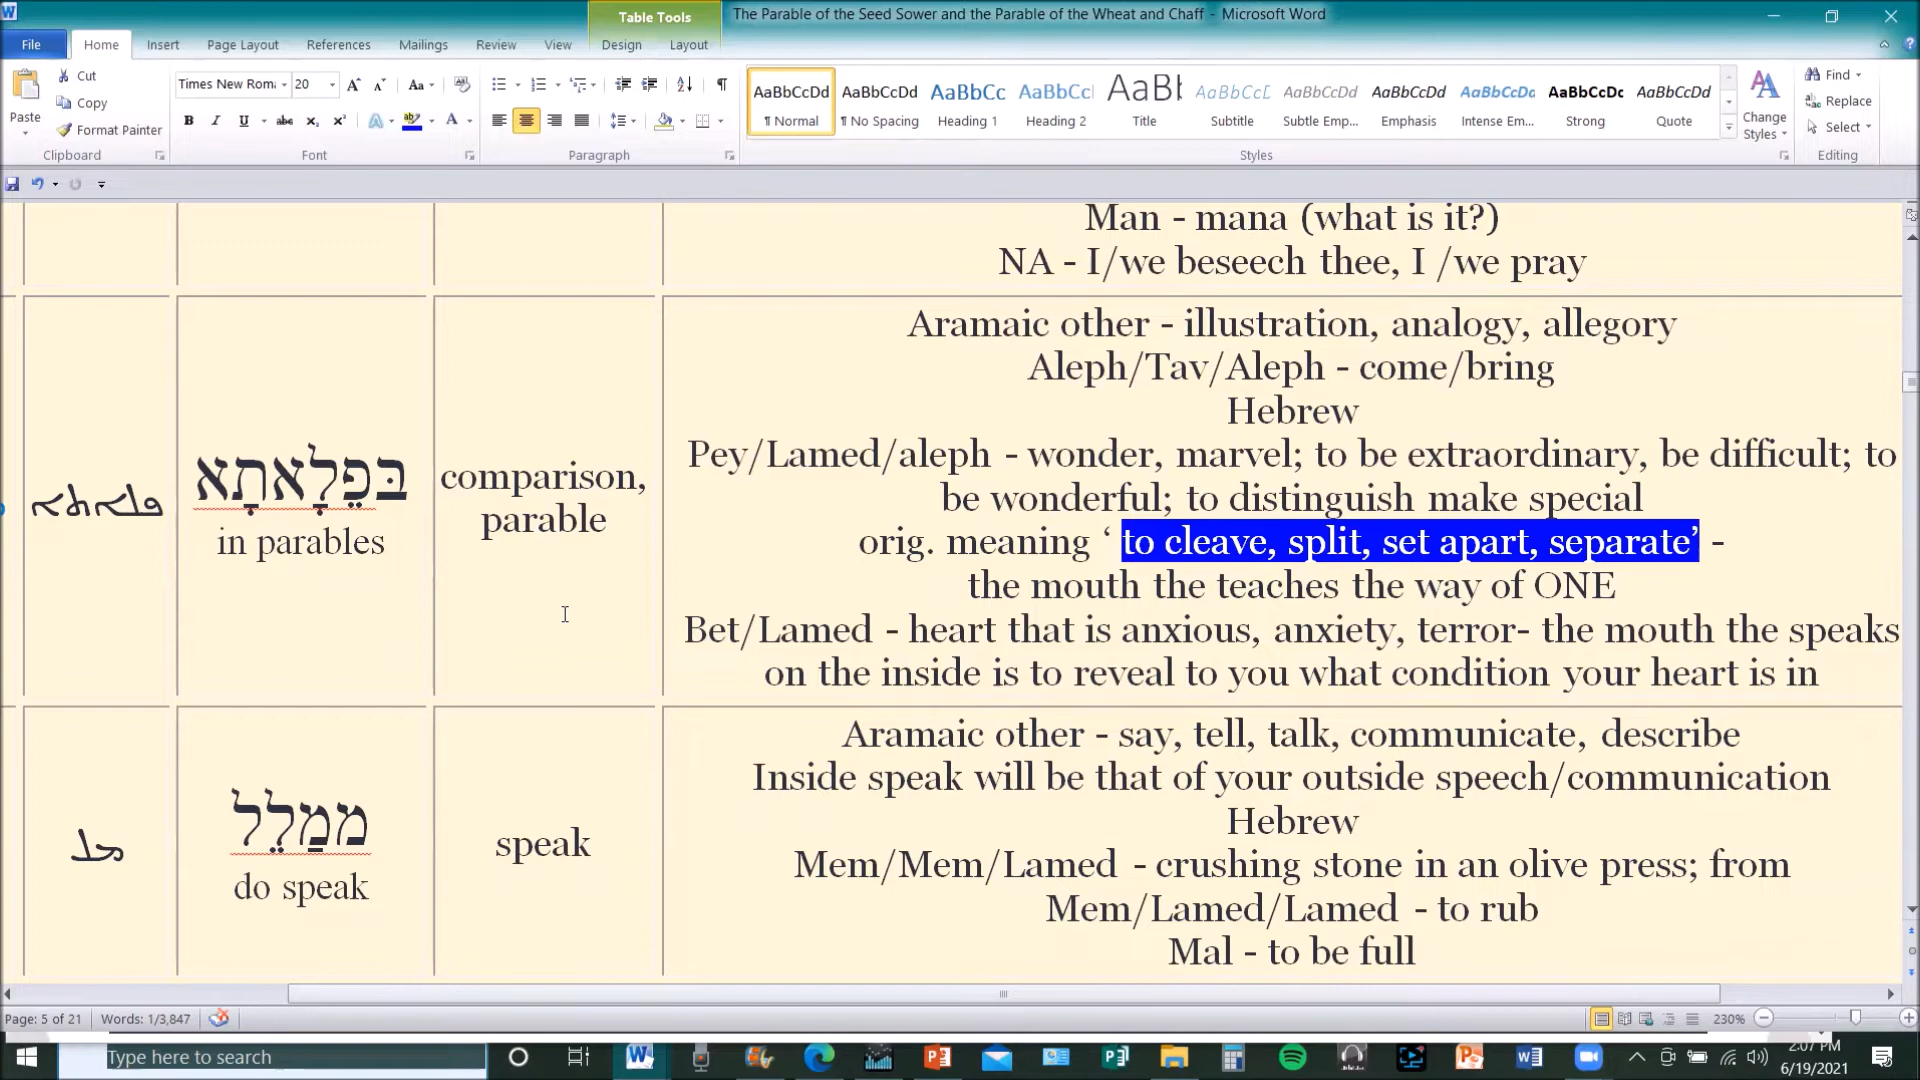 The Parable of the Seed Sower and the Parable of the Wheat and Chaff - Microsoft Word
Table Tools
File Home Insert Page Layout References Mailings Review View Design Layout
Cut
Copy
Format Painter
Paste
Clipboard
Times New Roma 20
Font
Paragraph
AaBbCcDd AaBbCcDd AaBbCc AaBbCc AaBl AaBbCcL AaBbCcDd AaBbCcDd AaBbCcDd AaBbCcDc AaBbCcDd
¶ Normal ¶ No Spacing Heading 1 Heading 2 Title Subtitle Subtle Emp... Emphasis Intense Em... Strong Quote
Styles
Change Styles
Find
Replace
Select
Editing
Man - mana (what is it?)
NA - I/we beseech thee, I /we pray
ܦܠܐܬܐ
בּפֵלָאתָא
in parables
comparison,
parable
Aramaic other - illustration, analogy, allegory
Aleph/Tav/Aleph - come/bring
Hebrew
Pey/Lamed/aleph - wonder, marvel; to be extraordinary, be difficult; to
be wonderful; to distinguish make special
orig. meaning ‘ to cleave, split, set apart, separate’ -
the mouth the teaches the way of ONE
Bet/Lamed - heart that is anxious, anxiety, terror- the mouth the speaks
on the inside is to reveal to you what condition your heart is in
ܡܠ
ממַלֵל
do speak
speak
Aramaic other - say, tell, talk, communicate, describe
Inside speak will be that of your outside speech/communication
Hebrew
Mem/Mem/Lamed - crushing stone in an olive press; from
Mem/Lamed/Lamed - to rub
Mal - to be full
Page: 5 of 21 Words: 1/3,847
230%
Type here to search
2:07 PM
6/19/2021